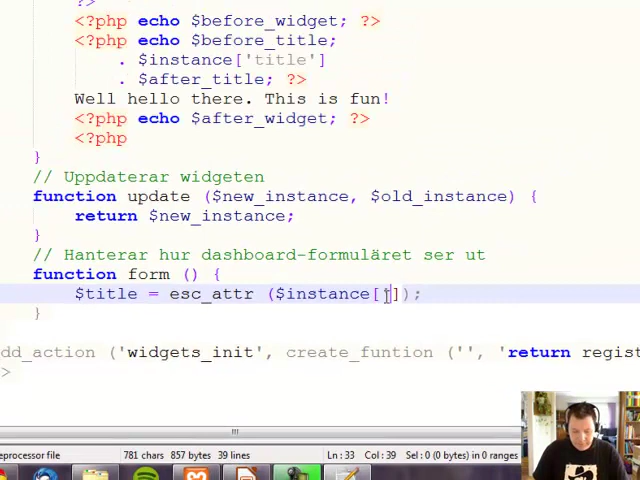 ?>
<?php echo $before_widget; ?>
<?php echo $before_title;
. $instance['title']
. $after_title; ?>
Well hello there. This is fun!
<?php echo $after_widget; ?>
<?php
}
// Uppdaterar widgeten
function update ($new_instance, $old_instance) {
return $new_instance;
}
// Hanterar hur dashboard-formuläret ser ut
function form () {
$title = esc_attr ($instance[']);
}
dd_action ('widgets_init', create_funtion ('', 'return regist
>
eprocessor file 781 chars 857 bytes 39 lines Ln : 33 Col : 39 Sel : 0 (0 bytes) in 0 ranges